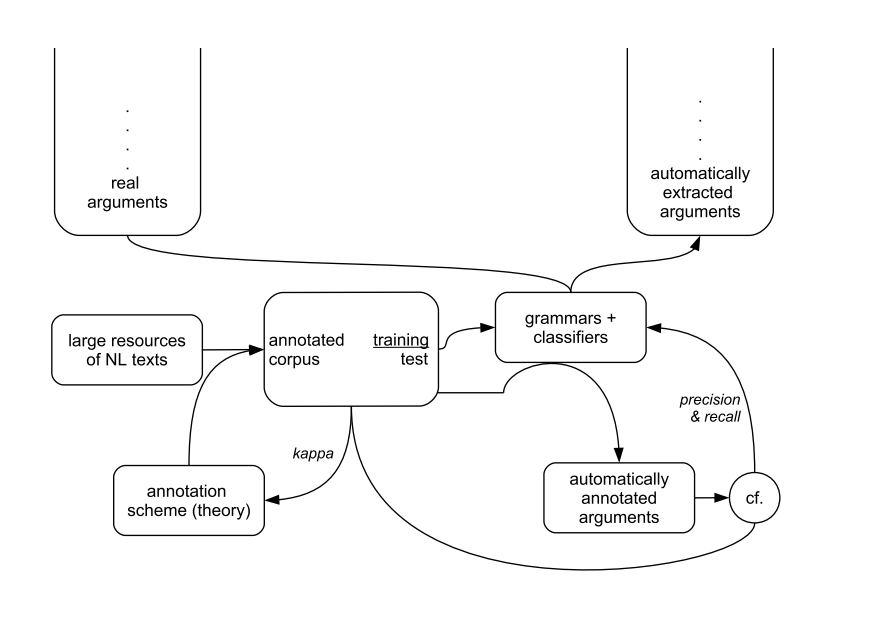 real
arguments
automatically
extracted
arguments
large resources
of NL texts
annotated
corpus
training
test
grammars +
classifiers
precision
& recall
kappa
annotation
scheme (theory)
automatically
annotated
arguments
cf.